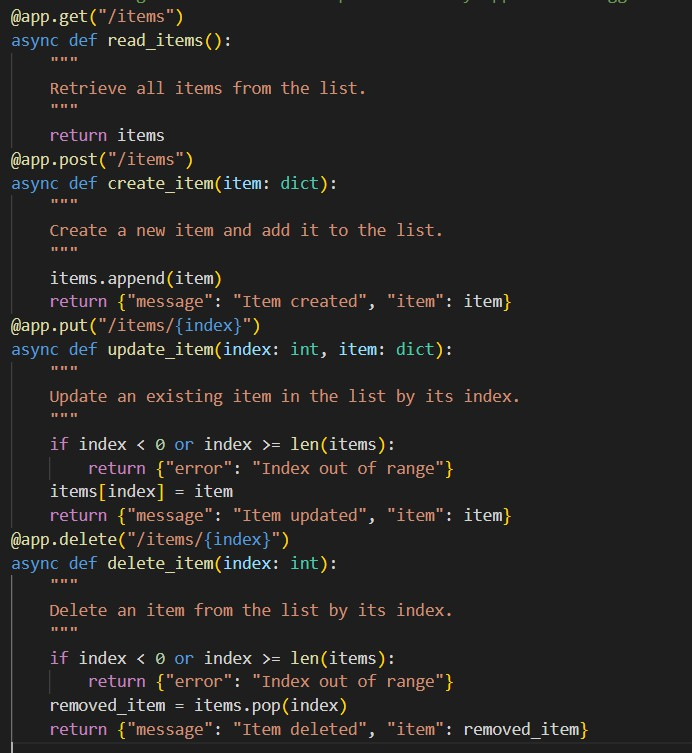 @app.get("/items")
async def read_items():
    """
    Retrieve all items from the list.
    """
    return items
@app.post("/items")
async def create_item(item: dict):
    """
    Create a new item and add it to the list.
    """
    items.append(item)
    return {"message": "Item created", "item": item}
@app.put("/items/{index}")
async def update_item(index: int, item: dict):
    """
    Update an existing item in the list by its index.
    """
    if index < 0 or index >= len(items):
        return {"error": "Index out of range"}
    items[index] = item
    return {"message": "Item updated", "item": item}
@app.delete("/items/{index}")
async def delete_item(index: int):
    """
    Delete an item from the list by its index.
    """
    if index < 0 or index >= len(items):
        return {"error": "Index out of range"}
    removed_item = items.pop(index)
    return {"message": "Item deleted", "item": removed_item}